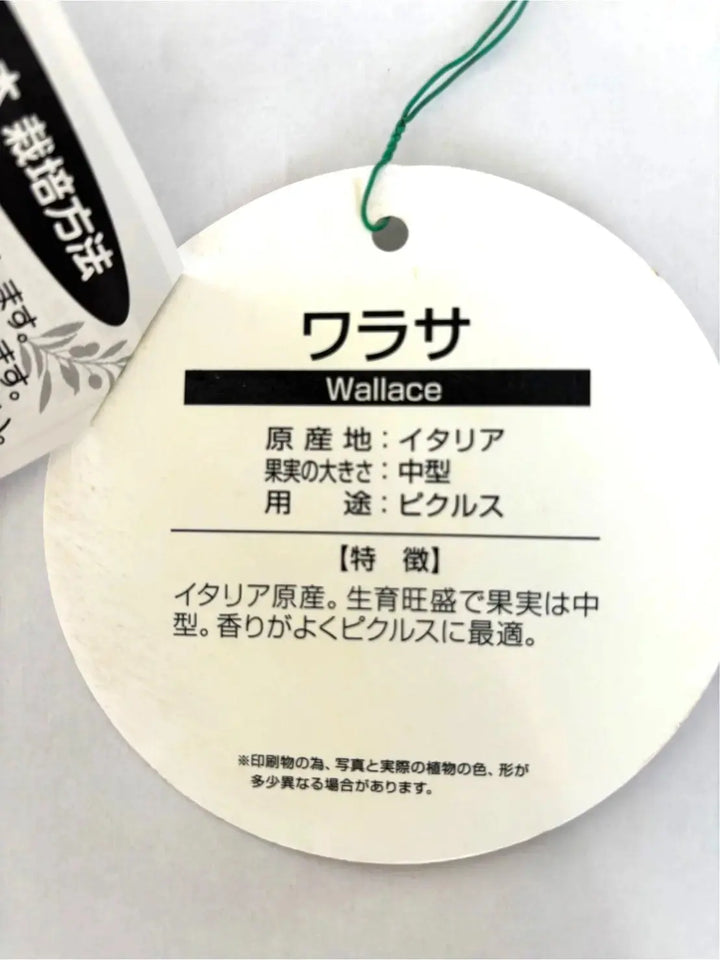 栽培方法
ます。
ます。
ワラサ
Wallace
原産地：イタリア
果実の大きさ：中型
用　途：ピクルス
【特　徴】
イタリア原産。生育旺盛で果実は中
型。香りがよくピクルスに最適。
※印刷物の為、写真と実際の植物の色、形が
多少異なる場合があります。